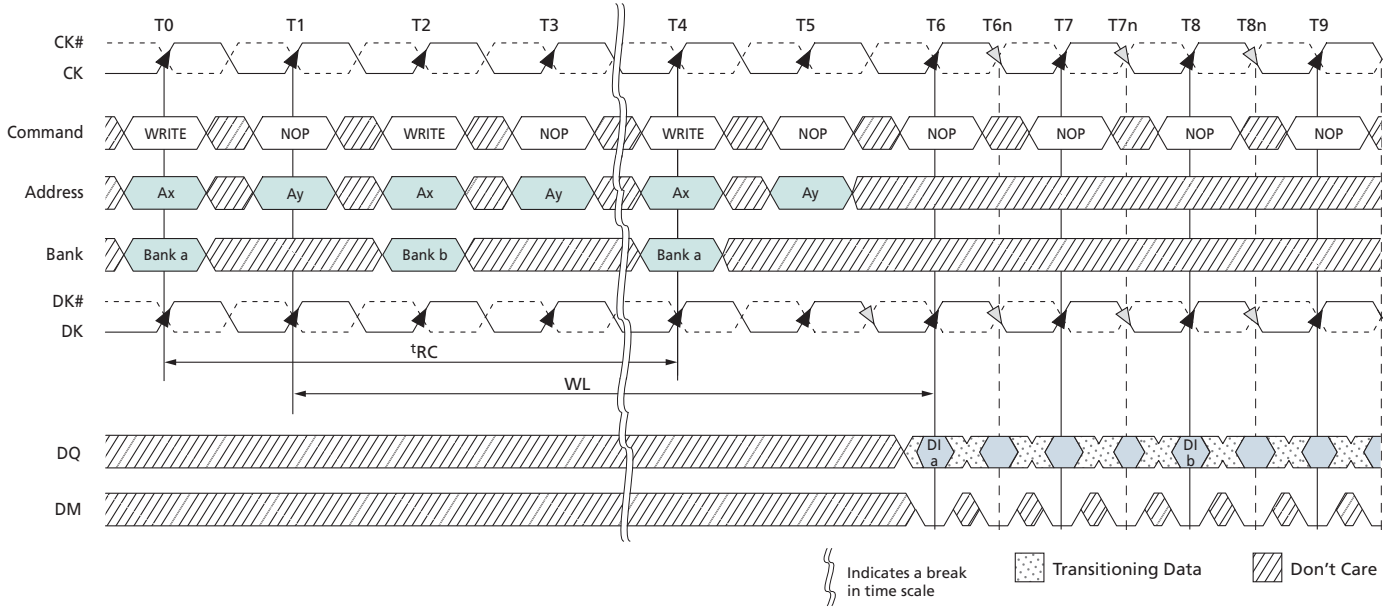 T0 T1 T2 T3 T4 T5 T6 T6n T7 T7n T8 T8n T9
CK#
CK
Command WRITE NOP WRITE NOP WRITE NOP NOP NOP NOP NOP
Address Ax Ay Ax Ay Ax Ay
Bank Bank a Bank b Bank a
DK#
DK
tRC
WL
DQ DI a DI b
DM
Indicates a break
in time scale
Transitioning Data
Don't Care